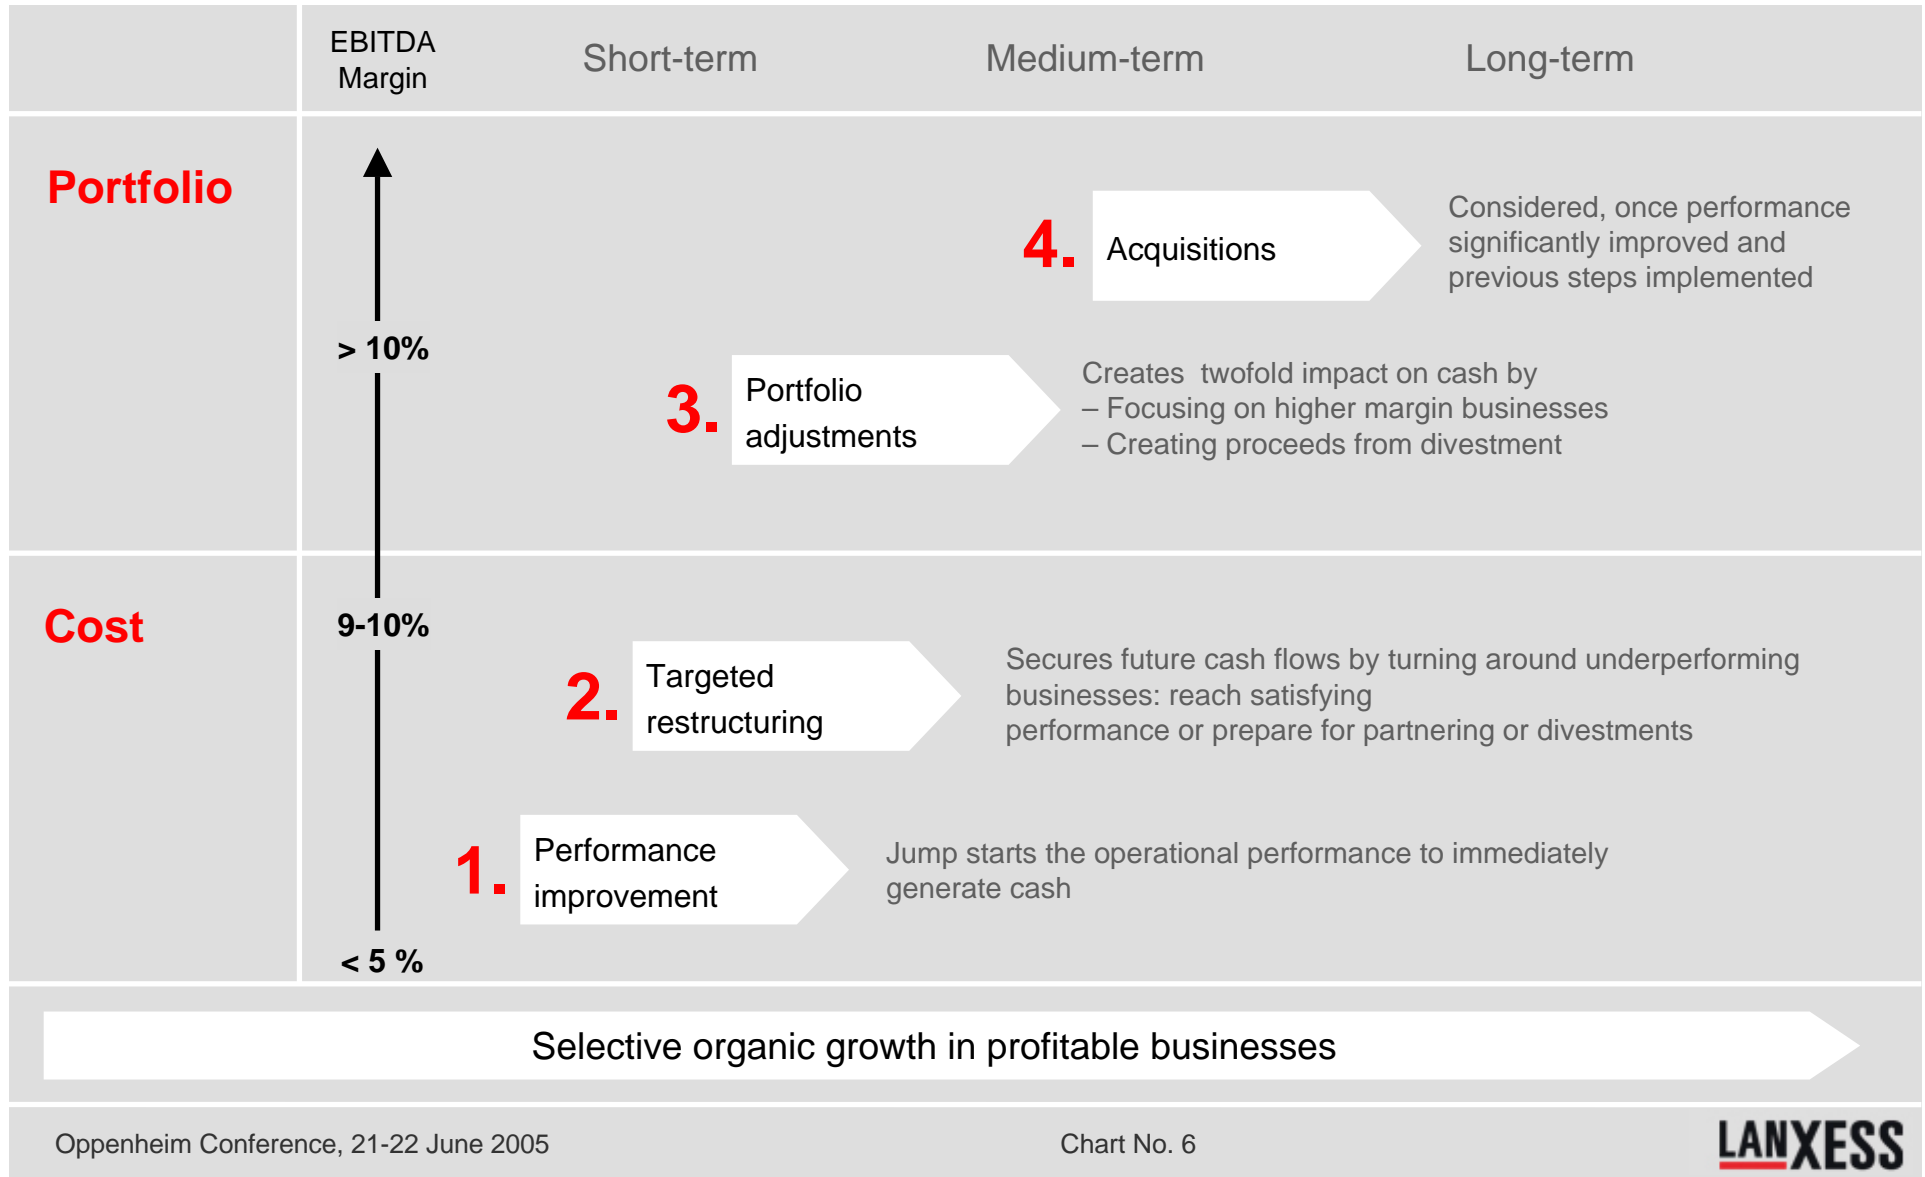 EBITDA
Margin
Short-term
Medium-term
Long-term
Portfolio
4.
Acquisitions
Considered, once performance
significantly improved and
previous steps implemented
> 10%
3.
Portfolio
adjustments
Creates  twofold impact on cash by
– Focusing on higher margin businesses
– Creating proceeds from divestment
Cost
9-10%
2.
Targeted
restructuring
Secures future cash flows by turning around underperforming
businesses: reach satisfying
performance or prepare for partnering or divestments
1.
Performance
improvement
Jump starts the operational performance to immediately
generate cash
< 5 %
Selective organic growth in profitable businesses
Oppenheim Conference, 21-22 June 2005
Chart No. 6
LANXESS